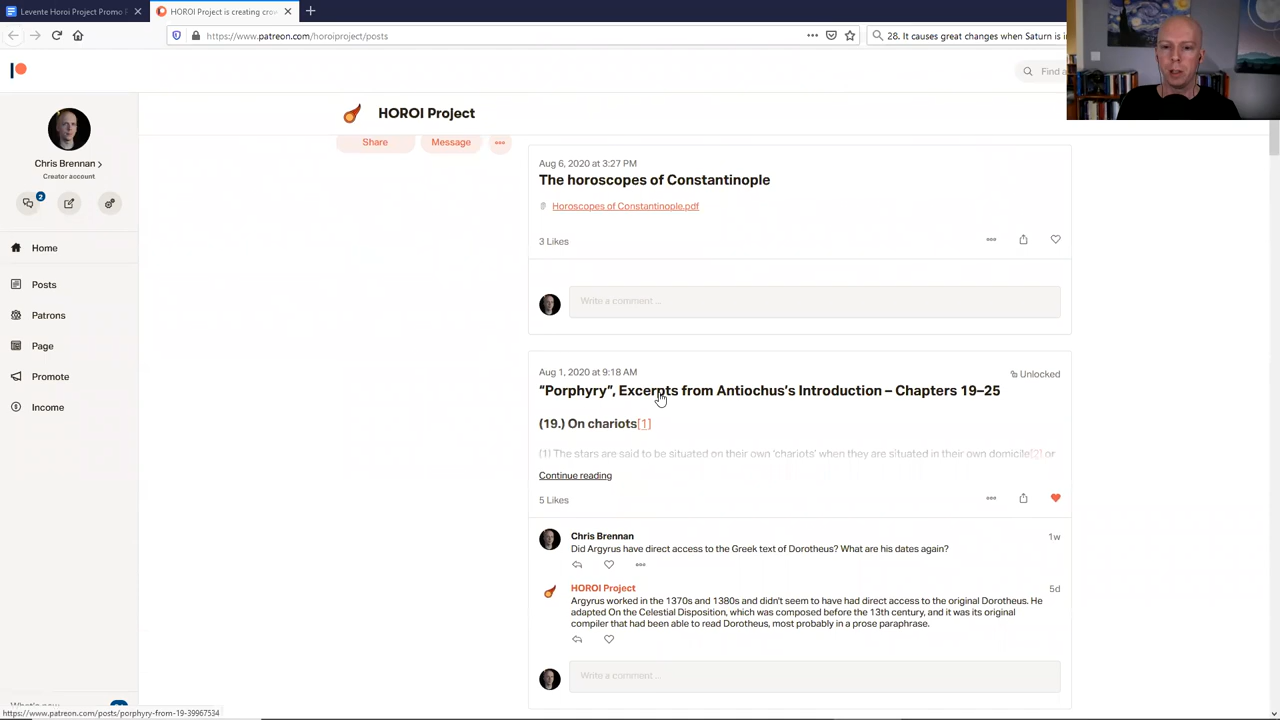 Levente Horoi Project Promo
HOROI Project is creating cro
https://www.patreon.com/horoiproject/posts
28. It causes great changes when Saturn is i
Find a
HOROI Project
Chris Brennan
Creator account
2
Share
Message
Home
Posts
Patrons
Page
Promote
Income
Aug 6, 2020 at 3:27 PM
The horoscopes of Constantinople
Horoscopes of Constantinople.pdf
3 Likes
Write a comment ...
Aug 1, 2020 at 9:18 AM
Unlocked
“Porphyry”, Excerpts from Antiochus’s Introduction – Chapters 19–25
(19.) On chariots[1]
(1) The stars are said to be situated on their own ‘chariots’ when they are situated in their own domicile[2] or
Continue reading
5 Likes
Chris Brennan
1w
Did Argyrus have direct access to the Greek text of Dorotheus? What are his dates again?
HOROI Project
5d
Argyrus worked in the 1370s and 1380s and didn't seem to have had direct access to the original Dorotheus. He
adapted On the Celestial Disposition, which was composed before the 13th century, and it was its original
compiler that had been able to read Dorotheus, most probably in a prose paraphrase.
Write a comment ...
What's new
https://www.patreon.com/posts/porphyry-from-19-39967534